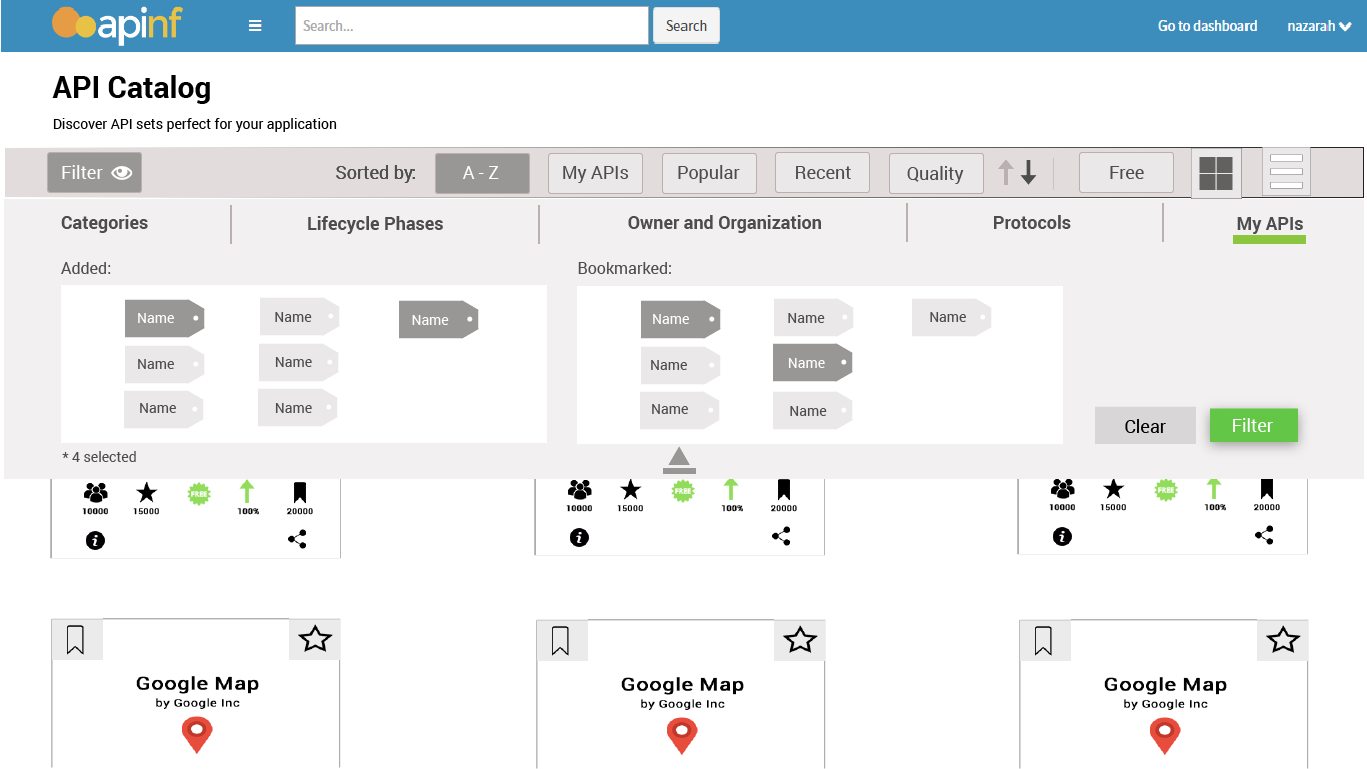 apinf
Search...
Search
Go to dashboard
nazarah
API Catalog
Discover API sets perfect for your application
Filter
Sorted by:
A - Z
My APIs
Popular
Recent
Quality
Free
Categories
Lifecycle Phases
Owner and Organization
Protocols
My APIs
Added:
Bookmarked:
Name Name Name
Name Name Name
Name Name
Name Name
Name Name
Name Name
Clear
Filter
* 4 selected
FREE
FREE
FREE
10000 15000 100% 20000
10000 15000 100% 20000
10000 15000 100% 20000
Google Map
by Google Inc
Google Map
by Google Inc
Google Map
by Google Inc